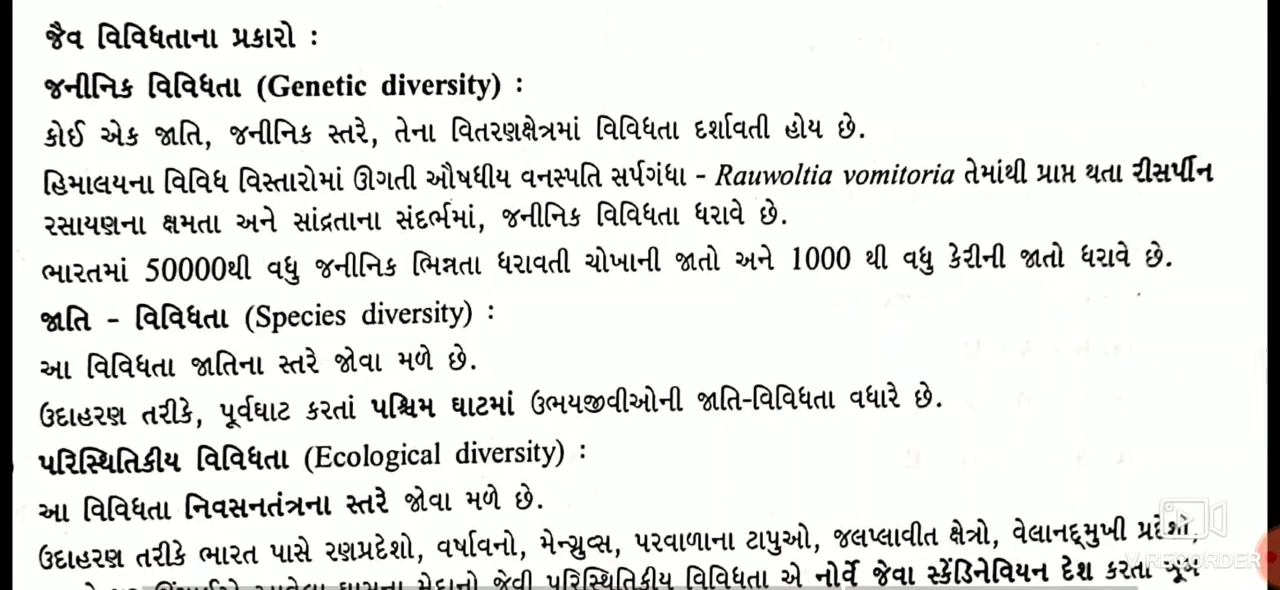 જૈવ વિવિધતાના પ્રકારો :
જનીનિક વિવિધતા (Genetic diversity) :
કોઈ એક જાતિ, જનીનિક સ્તરે, તેના વિતરણક્ષેત્રમાં વિવિધતા દર્શાવતી હોય છે.
હિમાલયના વિવિધ વિસ્તારોમાં ઊગતી ઔષધીય વનસ્પતિ સર્પગંધા - Rauwoltia vomitoria તેમાંથી પ્રાપ્ત થતા રીસર્પીન
રસાયણના ક્ષમતા અને સાંદ્રતાના સંદર્ભમાં, જનીનિક વિવિધતા ધરાવે છે.
ભારતમાં 50000થી વધુ જનીનિક ભિન્નતા ધરાવતી ચોખાની જાતો અને 1000 થી વધુ કેરીની જાતો ધરાવે છે.
જાતિ - વિવિધતા (Species diversity) :
આ વિવિધતા જાતિના સ્તરે જોવા મળે છે.
ઉદાહરણ તરીકે, પૂર્વઘાટ કરતાં પશ્ચિમ ઘાટમાં ઉભયજીવીઓની જાતિ-વિવિધતા વધારે છે.
પરિસ્થિતિકીય વિવિધતા (Ecological diversity) :
આ વિવિધતા નિવસનતંત્રના સ્તરે જોવા મળે છે.
ઉદાહરણ તરીકે ભારત પાસે રણપ્રદેશો, વર્ષાવનો, મેન્ગ્રુવ્સ, પરવાળાના ટાપુઓ, જલપ્લાવીત ક્ષેત્રો, વેલાનદ્દમુખી પ્રદેશો,
જેવી પરિસ્થિતિકીય વિવિધતા એ નોર્વે જેવા સ્કેંડિનેવિયન દેશ કરતા ખૂબ
V RECORDER